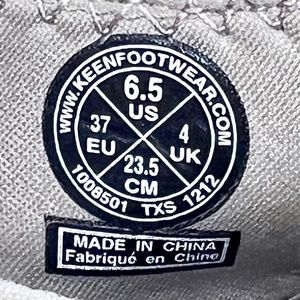 WWW.KEENFOOTWEAR.COM
6.5
US
37
EU
4
UK
23.5
CM
1008501 TXS 1212
MADE IN CHINA
Fabriqué en Chine